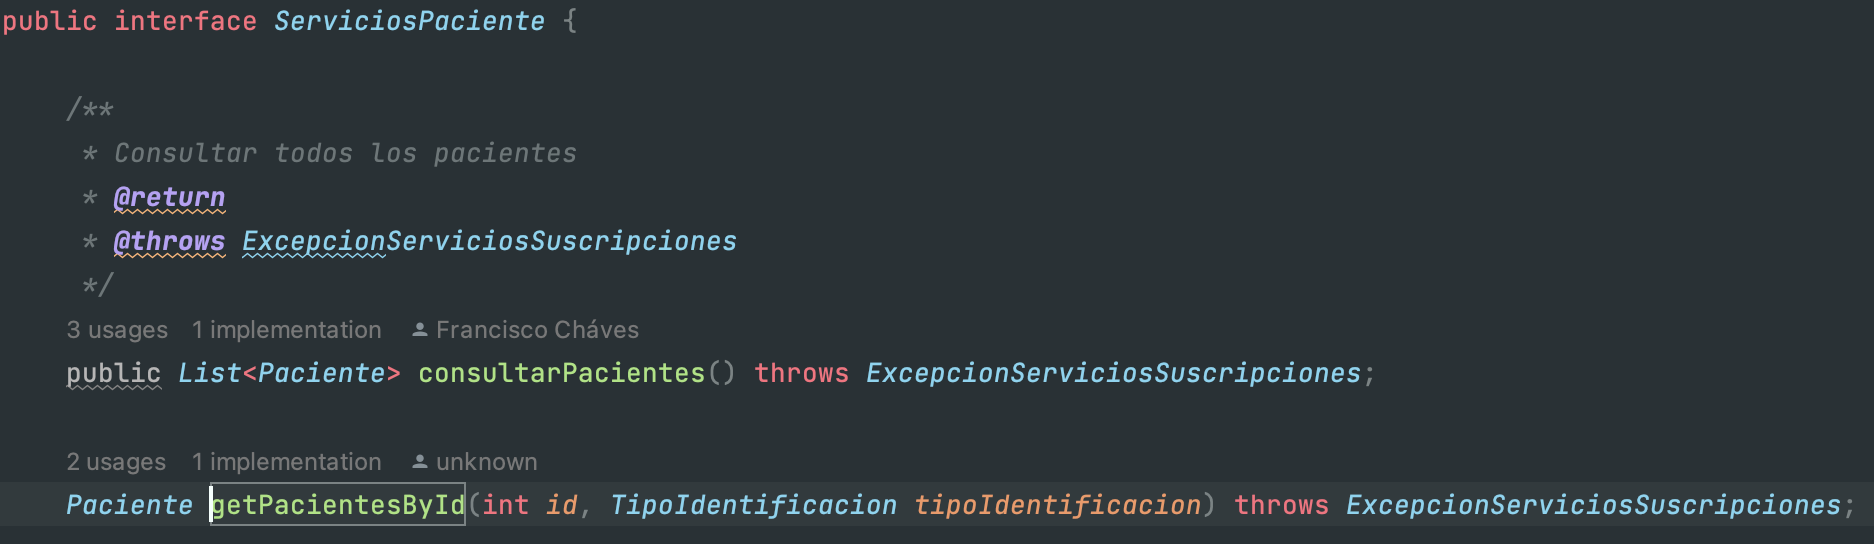 public interface ServiciosPaciente {
/**
* Consultar todos los pacientes
* @return
* @throws ExcepcionServiciosSuscripciones
*/
3 usages 1 implementation Francisco Cháves
public List<Paciente> consultarPacientes() throws ExcepcionServiciosSuscripciones;
2 usages 1 implementation unknown
Paciente getPacientesById(int id, TipoIdentificacion tipoIdentificacion) throws ExcepcionServiciosSuscripciones;